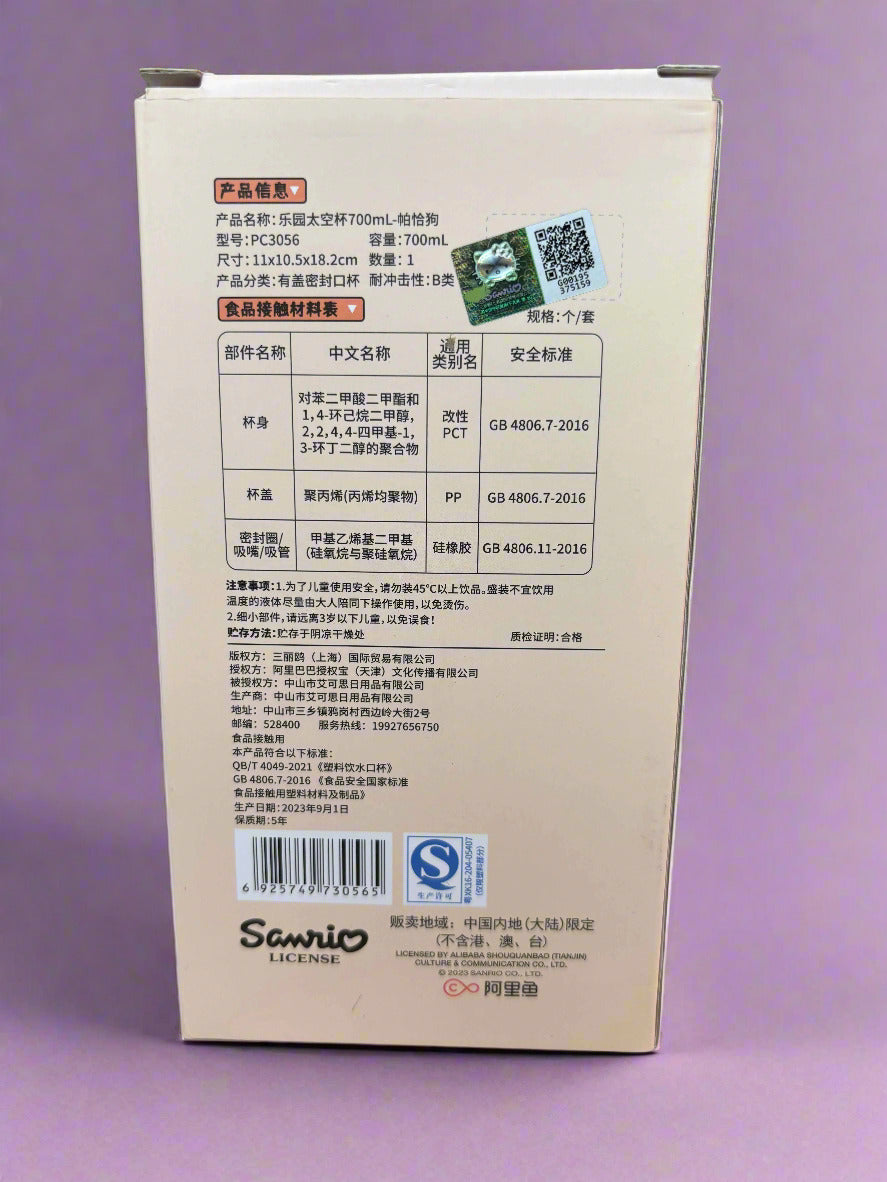 产品信息
产品名称：乐园太空杯700mL-帕恰狗
型号：PC3056 容量：700mL
尺寸：11x10.5x18.2cm 数量：1
产品分类：有盖密封口杯 耐冲击性：B类
G00195
375159
规格：个/套
食品接触材料表
部件名称 中文名称 通用类别名 安全标准
杯身 对苯二甲酸二甲酯和1,4-环己烷二甲醇，2,2,4,4-四甲基-1,3-环丁二醇的聚合物 改性PCT GB 4806.7-2016
杯盖 聚丙烯(丙烯均聚物) PP GB 4806.7-2016
密封圈/吸嘴/吸管 甲基乙烯基二甲基（硅氧烷与聚硅氧烷） 硅橡胶 GB 4806.11-2016
注意事项：1.为了儿童使用安全，请勿装45℃以上饮品。盛装不宜饮用
温度的液体尽量由大人陪同下操作使用，以免烫伤。
2.细小部件，请远离3岁以下儿童，以免误食！
贮存方法：贮存于阴凉干燥处 质检证明：合格
版权方：三丽鸥（上海）国际贸易有限公司
授权方：阿里巴巴授权宝（天津）文化传播有限公司
被授权方：中山市艾可思日用品有限公司
生产商：中山市艾可思日用品有限公司
地址：中山市三乡镇鸦岗村西边岭大街2号
邮编：528400 服务热线：19927656750
食品接触用
本产品符合以下标准：
QB/T 4049-2021《塑料饮水口杯》
GB 4806.7-2016《食品安全国家标准
食品接触用塑料材料及制品》
生产日期：2023年9月1日
保质期：5年
6 925749 730565
生产许可
粤XK16-204-05407
(仅限塑料部分)
Sanrio
LICENSE
贩卖地域：中国内地(大陆)限定
(不含港、澳、台)
LICENSED BY ALIBABA SHOUQUANBAO (TIANJIN)
CULTURE & COMMUNICATION CO., LTD.
© 2023 SANRIO CO., LTD.
阿里鱼